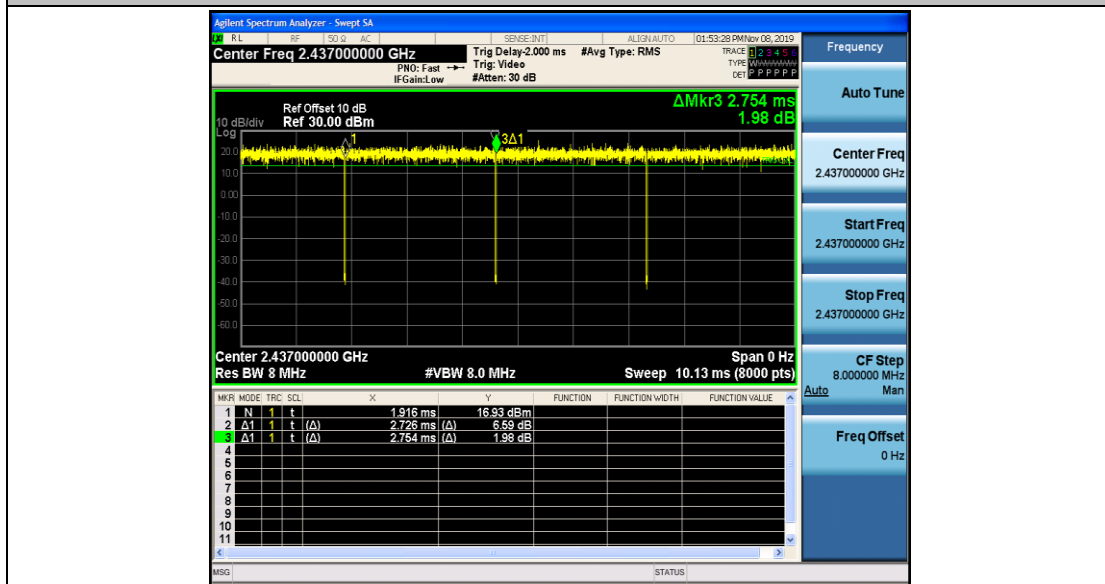 Agilent Spectrum Analyzer - Swept SA
RL RF 50 Ω AC SENSE:INT ALIGN AUTO 01:53:28 PM Nov 08, 2019
Center Freq 2.437000000 GHz
PNO: Fast
IFGain:Low
Trig Delay-2.000 ms
Trig: Video
#Atten: 30 dB
#Avg Type: RMS
TRACE 1 2 3 4 5 6
TYPE
DET P P P P P P
ΔMkr3 2.754 ms
1.98 dB
Ref Offset 10 dB
10 dB/div Ref 30.00 dBm
Log
1
3Δ1
20.0
10.0
0.00
-10.0
-20.0
-30.0
-40.0
-50.0
-60.0
Center 2.437000000 GHz Span 0 Hz
Res BW 8 MHz #VBW 8.0 MHz Sweep 10.13 ms (8000 pts)
MKR MODE TRC SCL X Y FUNCTION FUNCTION WIDTH FUNCTION VALUE
1 N 1 t 1.916 ms 16.93 dBm
2 Δ1 1 t (Δ) 2.726 ms (Δ) 6.59 dB
3 Δ1 1 t (Δ) 2.754 ms (Δ) 1.98 dB
4
5
6
7
8
9
10
11
MSG STATUS
Frequency
Auto Tune
Center Freq
2.437000000 GHz
Start Freq
2.437000000 GHz
Stop Freq
2.437000000 GHz
CF Step
8.000000 MHz
Auto Man
Freq Offset
0 Hz